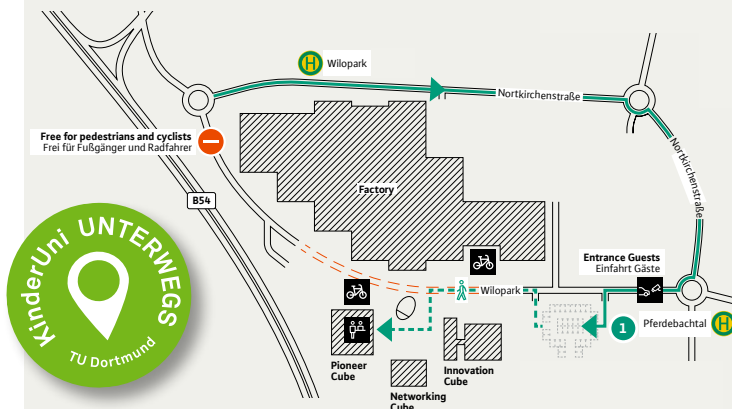 H Wilopark
Nortkirchenstraße
Free for pedestrians and cyclists
Frei für Fußgänger und Radfahrer
Factory
B54
Nortkirchenstraße
KinderUni UNTERWEGS
TU Dortmund
Entrance Guests
Einfahrt Gäste
Wilopark
1
Pferdebachtal H
Pioneer
Cube
Innovation
Cube
Networking
Cube